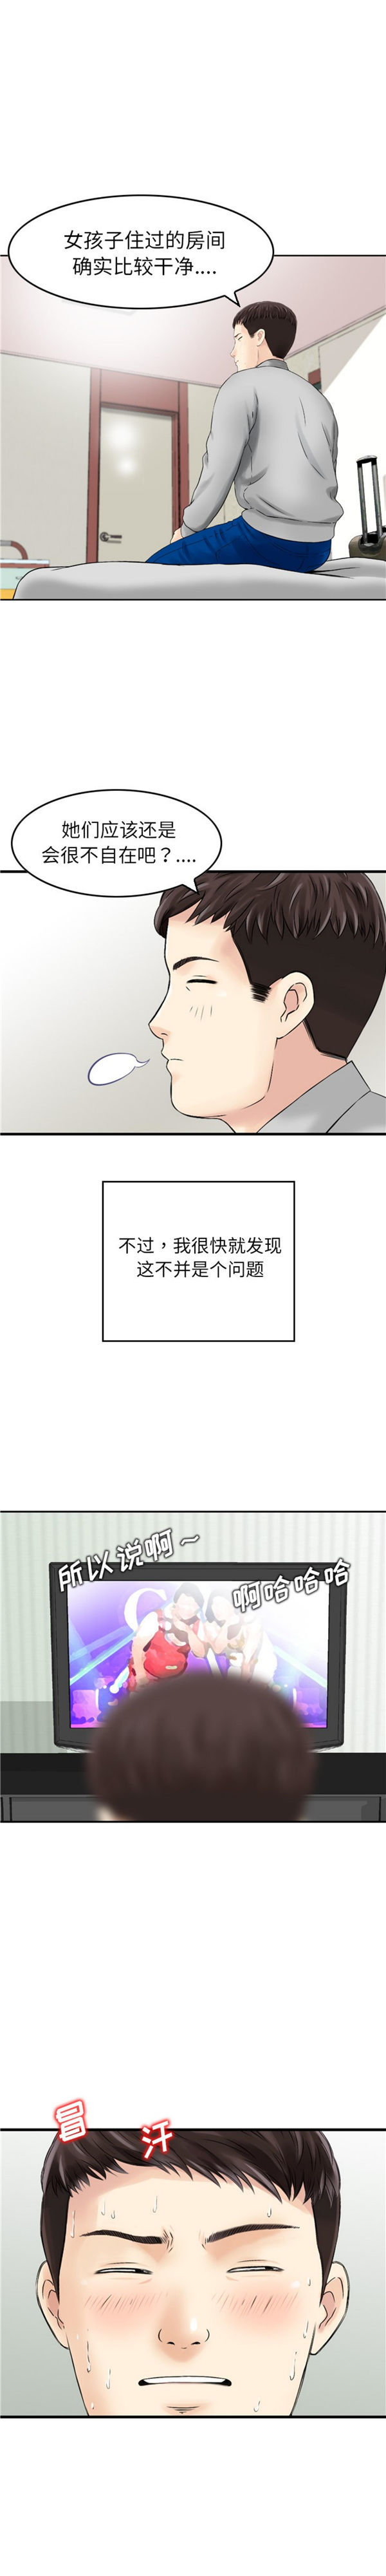 女孩子住过的房间
确实比较干净....
她们应该还是
会很不自在吧？....
不过，我很快就发现
这不并是个问题
所以说啊～
啊哈哈哈
冒
汗